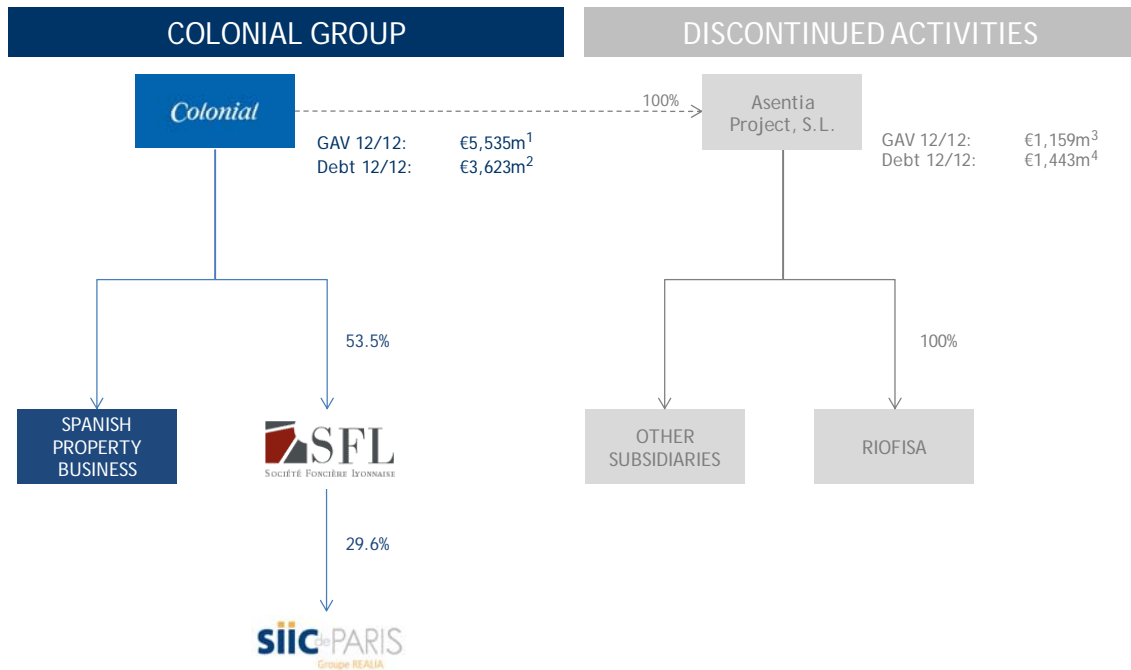 COLONIAL GROUP
DISCONTINUED ACTIVITIES
Colonial
100%
Asentia
Project, S.L.
GAV 12/12: €5,535m1
Debt 12/12: €3,623m2
GAV 12/12: €1,159m3
Debt 12/12: €1,443m4
53.5%
100%
SPANISH
PROPERTY
BUSINESS
SFL
SOCIÉTÉ FONCIÈRE LYONNAISE
OTHER
SUBSIDIARIES
RIOFISA
29.6%
siic de PARIS
Groupe REALIA